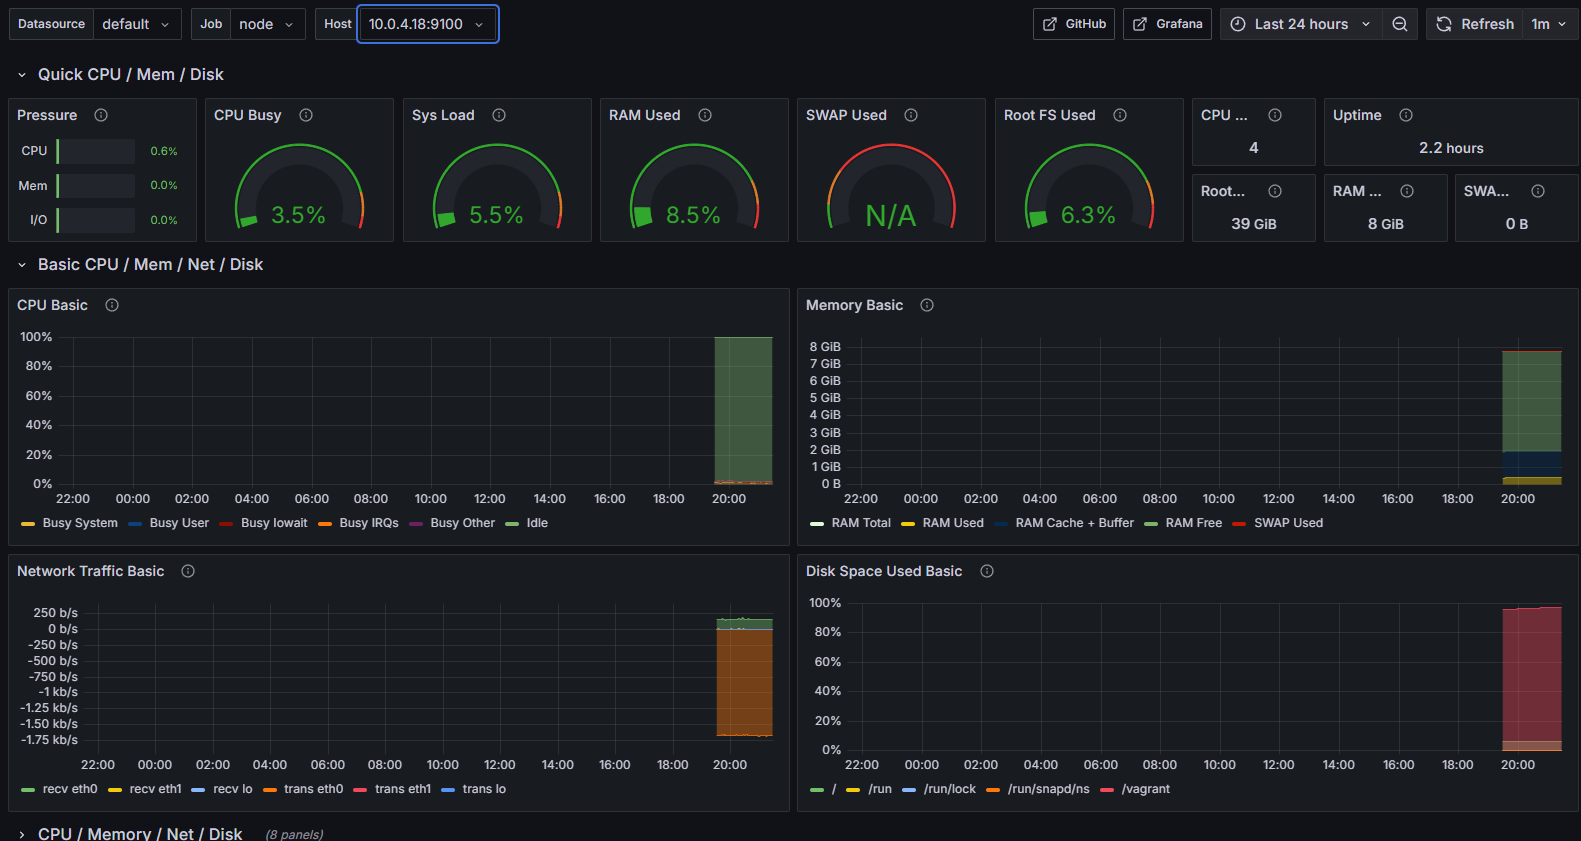 Datasource default Job node Host 10.0.4.18:9100 GitHub Grafana Last 24 hours Refresh 1m
Quick CPU / Mem / Disk
Pressure CPU Busy Sys Load RAM Used SWAP Used Root FS Used CPU ... Uptime
CPU 0.6%
4 2.2 hours
Mem 0.0%
Root... RAM ... SWA...
I/O 0.0%
3.5% 5.5% 8.5% N/A 6.3%
39 GiB 8 GiB 0 B
Basic CPU / Mem / Net / Disk
CPU Basic
100%
80%
60%
40%
20%
0%
22:00 00:00 02:00 04:00 06:00 08:00 10:00 12:00 14:00 16:00 18:00 20:00
Busy System Busy User Busy Iowait Busy IRQs Busy Other Idle
Memory Basic
8 GiB
7 GiB
6 GiB
5 GiB
4 GiB
3 GiB
2 GiB
1 GiB
0 B
22:00 00:00 02:00 04:00 06:00 08:00 10:00 12:00 14:00 16:00 18:00 20:00
RAM Total RAM Used RAM Cache + Buffer RAM Free SWAP Used
Network Traffic Basic
250 b/s
0 b/s
-250 b/s
-500 b/s
-750 b/s
-1 kb/s
-1.25 kb/s
-1.50 kb/s
-1.75 kb/s
22:00 00:00 02:00 04:00 06:00 08:00 10:00 12:00 14:00 16:00 18:00 20:00
recv eth0 recv eth1 recv lo trans eth0 trans eth1 trans lo
Disk Space Used Basic
100%
80%
60%
40%
20%
0%
22:00 00:00 02:00 04:00 06:00 08:00 10:00 12:00 14:00 16:00 18:00 20:00
/ /run /run/lock /run/snapd/ns /vagrant
CPU / Memory / Net / Disk (8 panels)